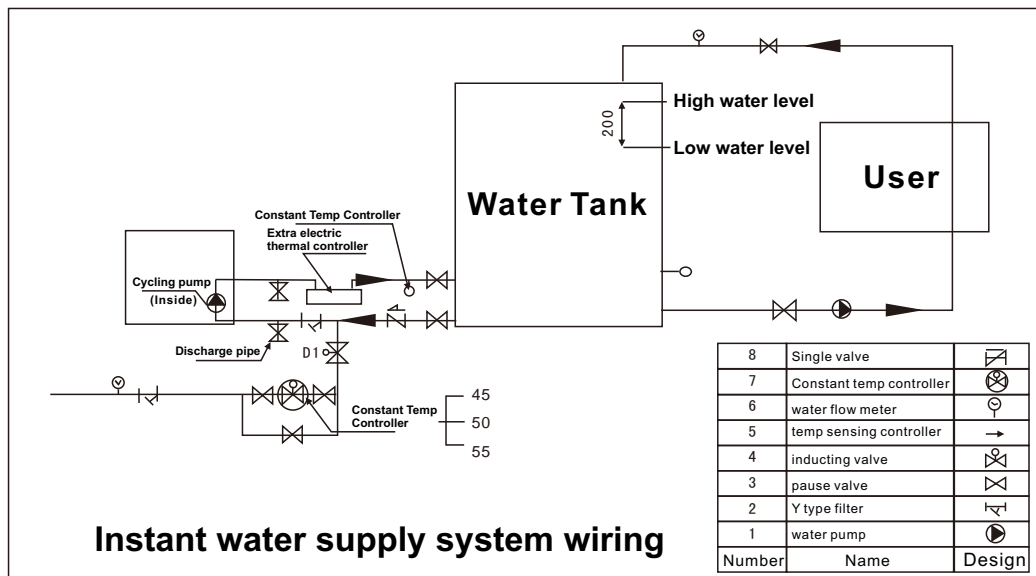 High water level
200
Low water level
User
Water Tank
Constant Temp Controller
Extra electric
thermal controller
Cycling pump
(Inside)
Discharge pipe
D1
Constant Temp
Controller
45
50
55
8 Single valve
7 Constant temp controller
6 water flow meter
5 temp sensing controller
4 inducting valve
3 pause valve
2 Y type filter
1 water pump
Number Name Design
Instant water supply system wiring